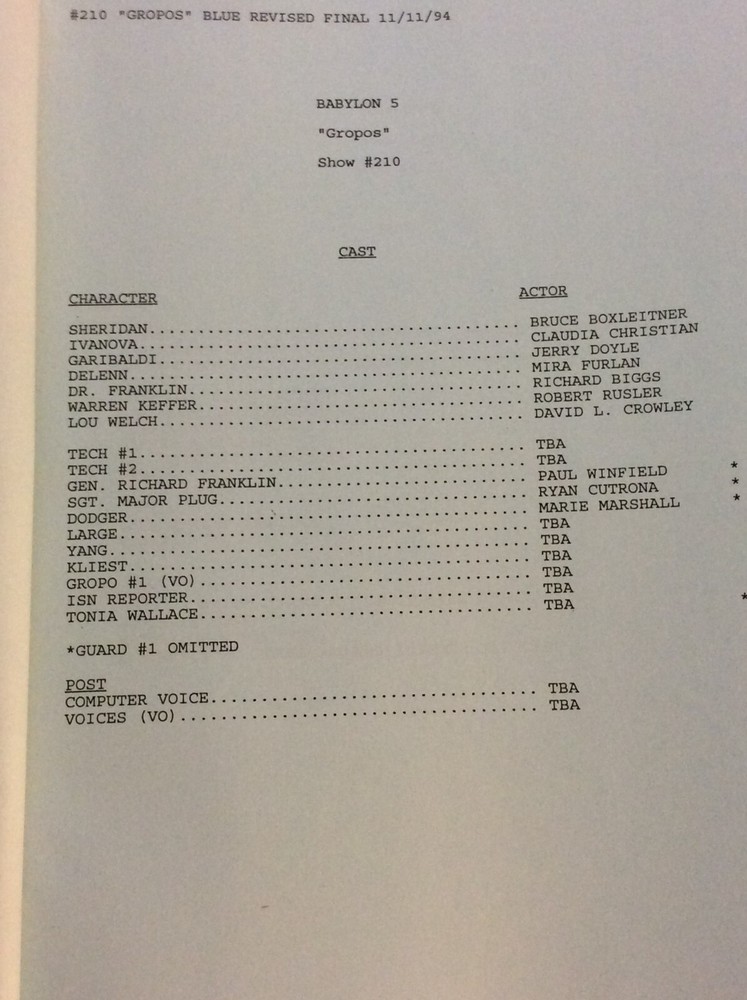 #210 "GROPOS" BLUE REVISED FINAL 11/11/94
BABYLON 5
"Gropos"
Show #210
CAST
CHARACTER ACTOR
SHERIDAN............................................ BRUCE BOXLEITNER
IVANOVA............................................. CLAUDIA CHRISTIAN
GARIBALDI........................................... JERRY DOYLE
DELENN.............................................. MIRA FURLAN
DR. FRANKLIN........................................ RICHARD BIGGS
WARREN KEFFER....................................... ROBERT RUSLER
LOU WELCH........................................... DAVID L. CROWLEY
TECH #1............................................. TBA
TECH #2............................................. TBA
GEN. RICHARD FRANKLIN............................... PAUL WINFIELD *
SGT. MAJOR PLUG..................................... RYAN CUTRONA *
DODGER.............................................. MARIE MARSHALL *
LARGE............................................... TBA
YANG................................................ TBA
KLIEST.............................................. TBA
GROPO #1 (VO)....................................... TBA
ISN REPORTER........................................ TBA
TONIA WALLACE....................................... TBA *
*GUARD #1 OMITTED
POST
COMPUTER VOICE...................................... TBA
VOICES (VO)......................................... TBA